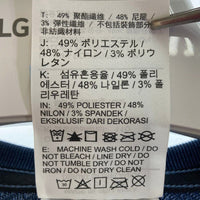 LG
T: 49% 聚酯纖維 / 48% 尼龍
3% 彈性纖維 / 不包括裝飾部分
非紡織材料
J: 49% ポリエステル /
48% ナイロン / 3% ポリウ
レタン
K: 섬유혼용율 / 49% 폴리
에스터 / 48% 나일론 / 3%
폴리우레탄
IN: 49% POLIESTER / 48%
NILON / 3% SPANDEK /
EKSKLUSIF DARI DEKORASI
E: MACHINE WASH COLD / DO
NOT BLEACH / LINE DRY / DO
NOT TUMBLE DRY / DO NOT
IRON / DO NOT DRY CLEAN